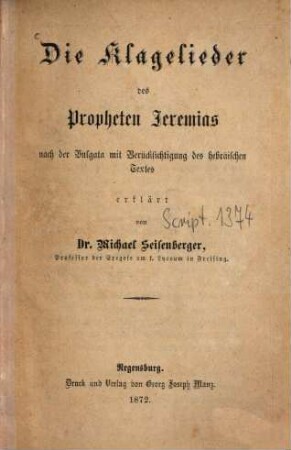 Die Klagelieder
des
Propheten Jeremias
nach der Vulgata mit Berücksichtigung des hebräischen
Textes
erklärt
von
Script. 1374
Dr. Michael Seisenberger,
Professor der Exegese am k. Lyceum in Freising.
Regensburg.
Druck und Verlag von Georg Joseph Manz.
1872.